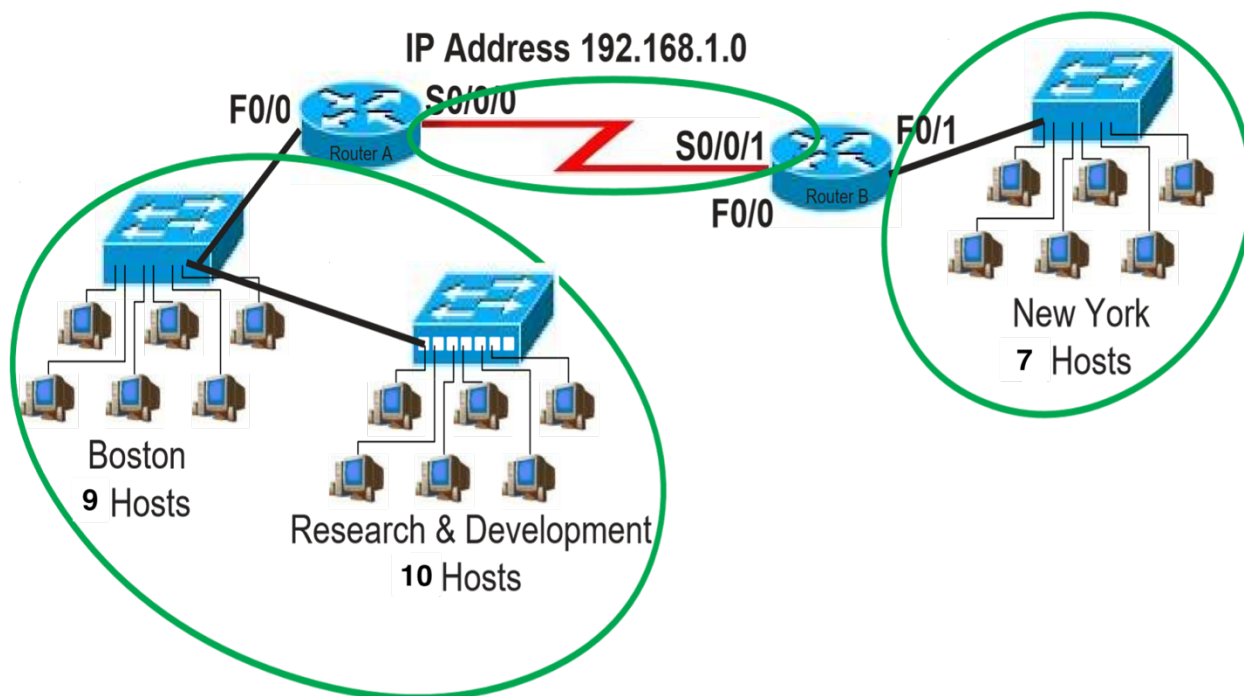 IP Address 192.168.1.0
F0/0
S0/0/0
Router A
S0/0/1
F0/1
Router B
F0/0
Boston
9 Hosts
Research & Development
10 Hosts
New York
7 Hosts